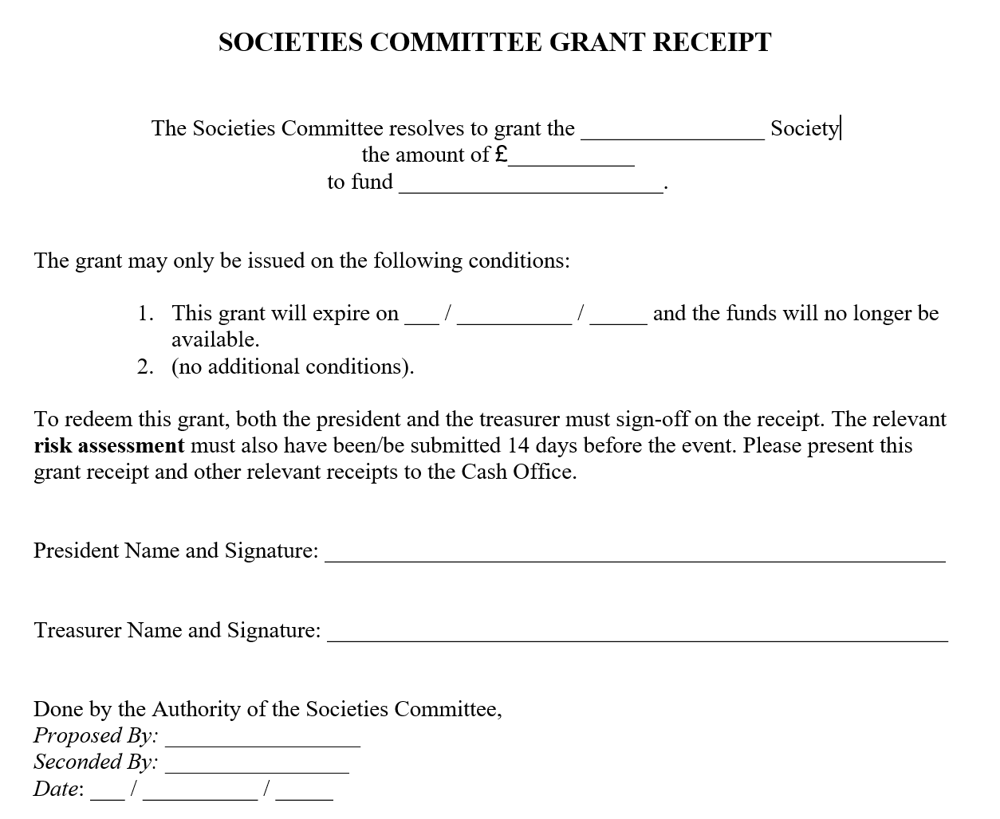 SOCIETIES COMMITTEE GRANT RECEIPT
The Societies Committee resolves to grant the ________________ Society
the amount of £___________
to fund _______________________.
The grant may only be issued on the following conditions:
1. This grant will expire on ___ / __________ / _____ and the funds will no longer be
available.
2. (no additional conditions).
To redeem this grant, both the president and the treasurer must sign-off on the receipt. The relevant
risk assessment must also have been/be submitted 14 days before the event. Please present this
grant receipt and other relevant receipts to the Cash Office.
President Name and Signature: ______________________________________________________
Treasurer Name and Signature: ______________________________________________________
Done by the Authority of the Societies Committee,
Proposed By: _________________
Seconded By: ________________
Date: ___ / __________ / _____